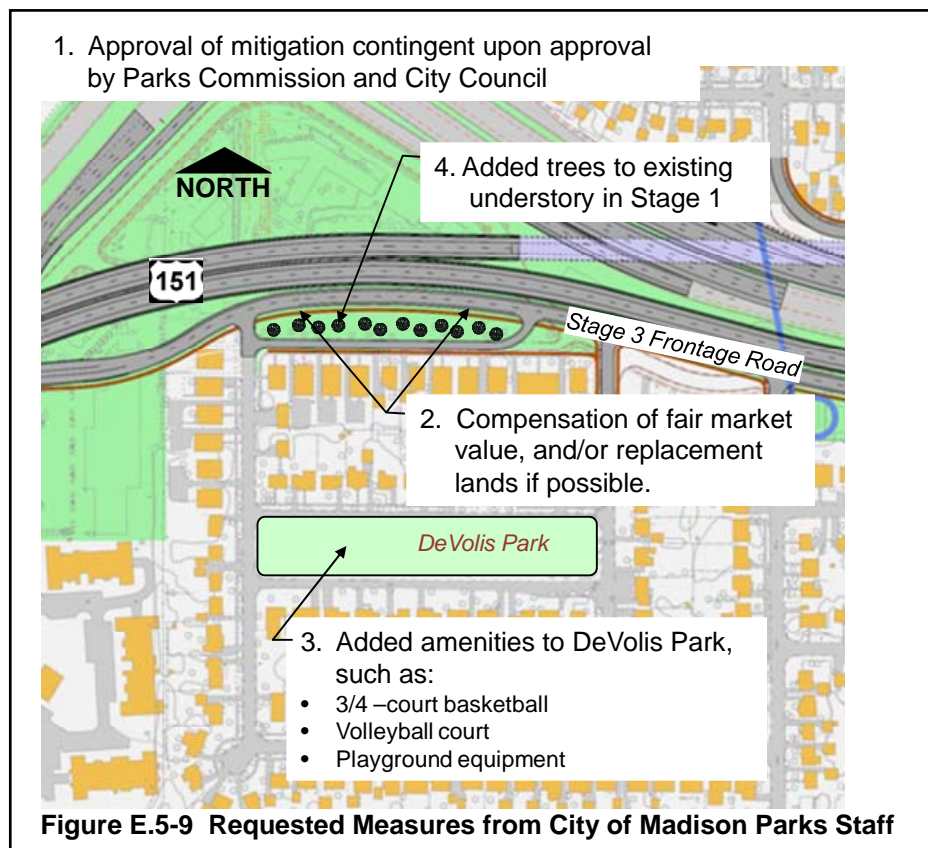 1. Approval of mitigation contingent upon approval
by Parks Commission and City Council
NORTH
4. Added trees to existing
understory in Stage 1
151
Stage 3 Frontage Road
2. Compensation of fair market
value, and/or replacement
lands if possible.
DeVolis Park
3. Added amenities to DeVolis Park,
such as:
• 3/4 –court basketball
• Volleyball court
• Playground equipment
Figure E.5-9 Requested Measures from City of Madison Parks Staff